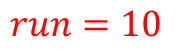 run = 10